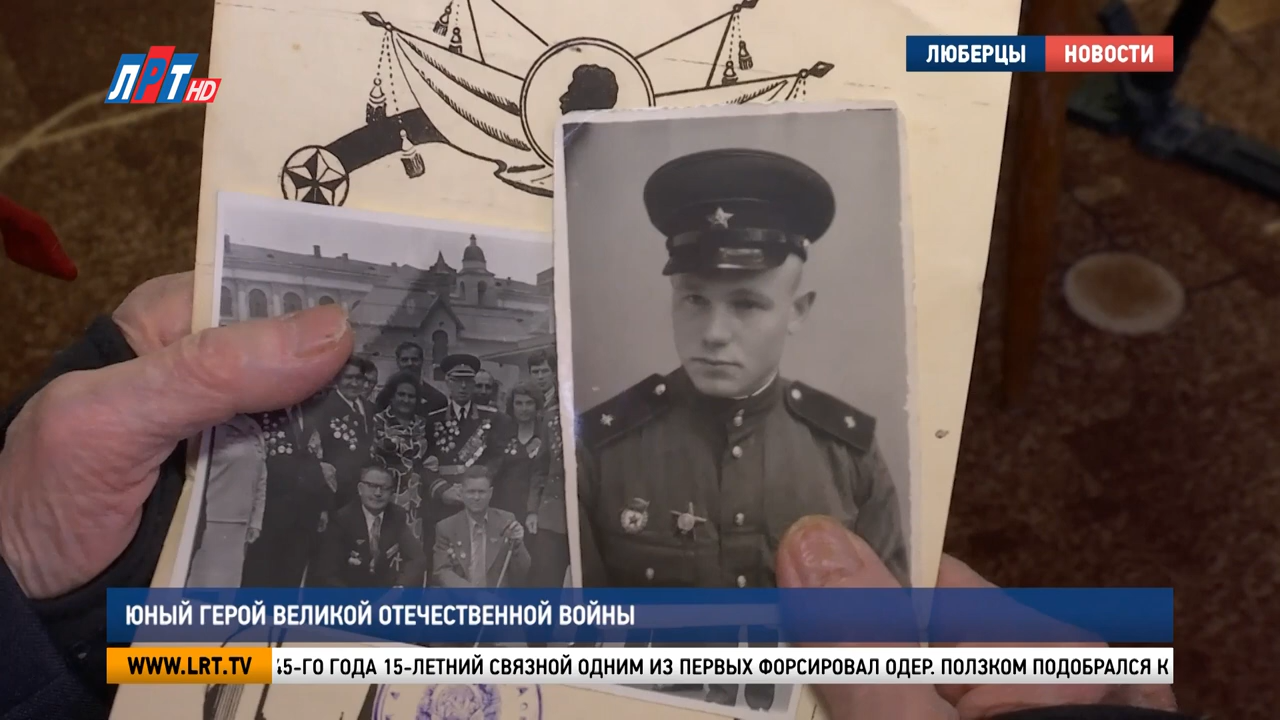 ЛРТ HD
ЛЮБЕРЦЫ НОВОСТИ
ЮНЫЙ ГЕРОЙ ВЕЛИКОЙ ОТЕЧЕСТВЕННОЙ ВОЙНЫ
WWW.LRT.TV 45-ГО ГОДА 15-ЛЕТНИЙ СВЯЗНОЙ ОДНИМ ИЗ ПЕРВЫХ ФОРСИРОВАЛ ОДЕР. ПОЛЗКОМ ПОДОБРАЛСЯ К